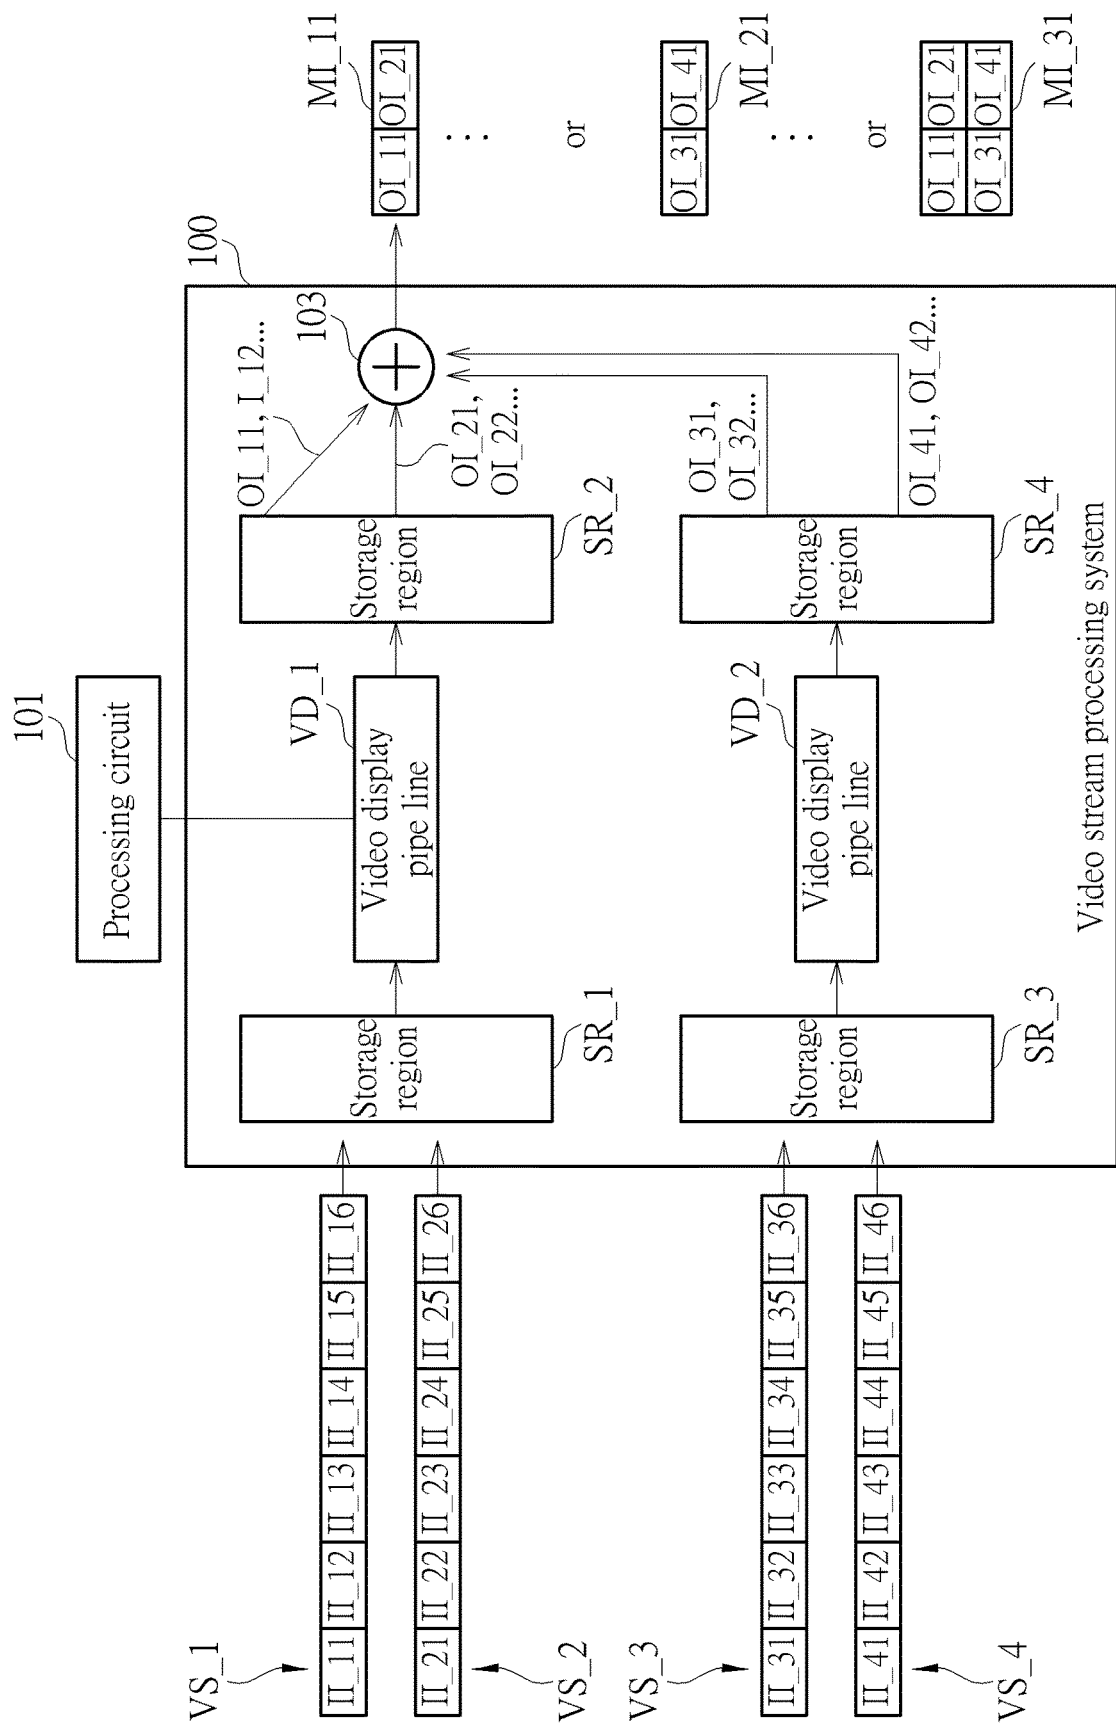 VS_1
II_11 II_12 II_13 II_14 II_15 II_16
II_21 II_22 II_23 II_24 II_25 II_26
VS_2
VS_3
II_31 II_32 II_33 II_34 II_35 II_36
II_41 II_42 II_43 II_44 II_45 II_46
VS_4
101
Processing circuit
100
Storage
region
SR_1
VD_1
Video display
pipe line
Storage
region
SR_2
OI_11, I_12...
103
OI_21,
OI_22...
Storage
region
SR_3
VD_2
Video display
pipe line
Storage
region
SR_4
OI_31,
OI_32...
OI_41, OI_42...
Video stream processing system
MI_11
OI_11 OI_21
...
or
OI_31 OI_41
MI_21
...
or
OI_11 OI_21
OI_31 OI_41
MI_31